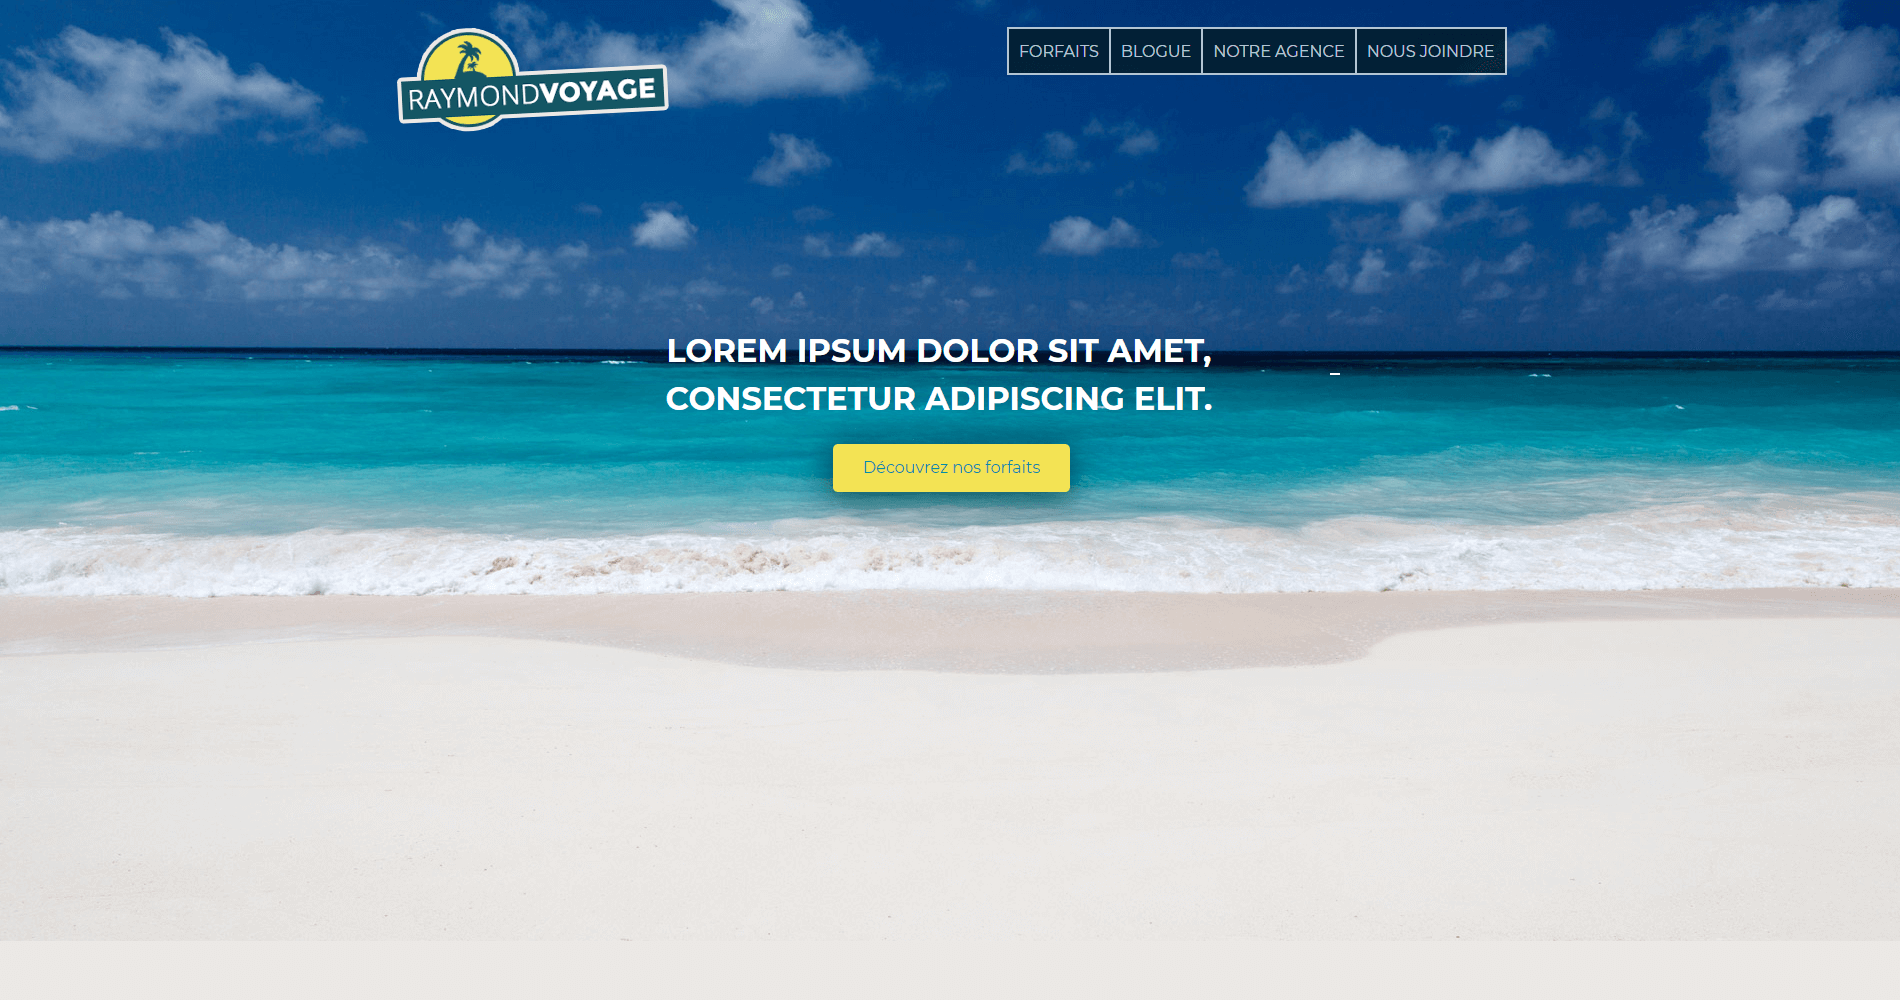 RAYMONDVOYAGE
FORFAITS
BLOGUE
NOTRE AGENCE
NOUS JOINDRE
LOREM IPSUM DOLOR SIT AMET,
CONSECTETUR ADIPISCING ELIT.
Découvrez nos forfaits